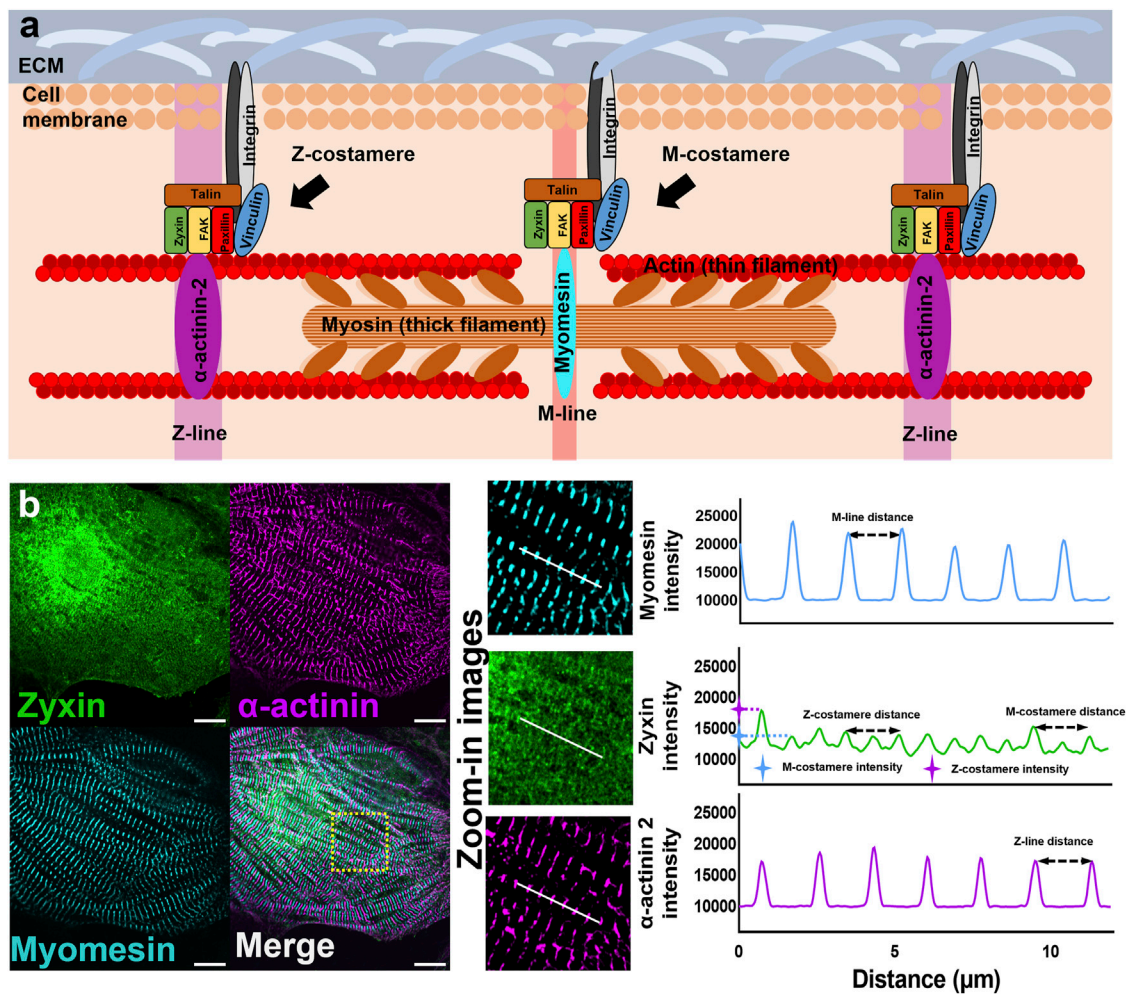 a
ECM
Cell
membrane
Integrin
Integrin
Integrin
Z-costamere
M-costamere
Talin
Zyxin
FAK
Paxillin
Vinculin
Talin
Zyxin
FAK
Paxillin
Vinculin
Talin
Zyxin
FAK
Paxillin
Vinculin
Actin (thin filament)
α-actinin-2
Myosin (thick filament)
Myomesin
α-actinin-2
Z-line
M-line
Z-line
b
Zyxin
α-actinin
Myomesin
Merge
Zoom-in images
Myomesin
intensity
25000
20000
15000
10000
M-line distance
Zyxin
intensity
25000
20000
15000
10000
Z-costamere distance
M-costamere distance
M-costamere intensity
Z-costamere intensity
α-actinin 2
intensity
25000
20000
15000
10000
Z-line distance
0
5
10
Distance (µm)